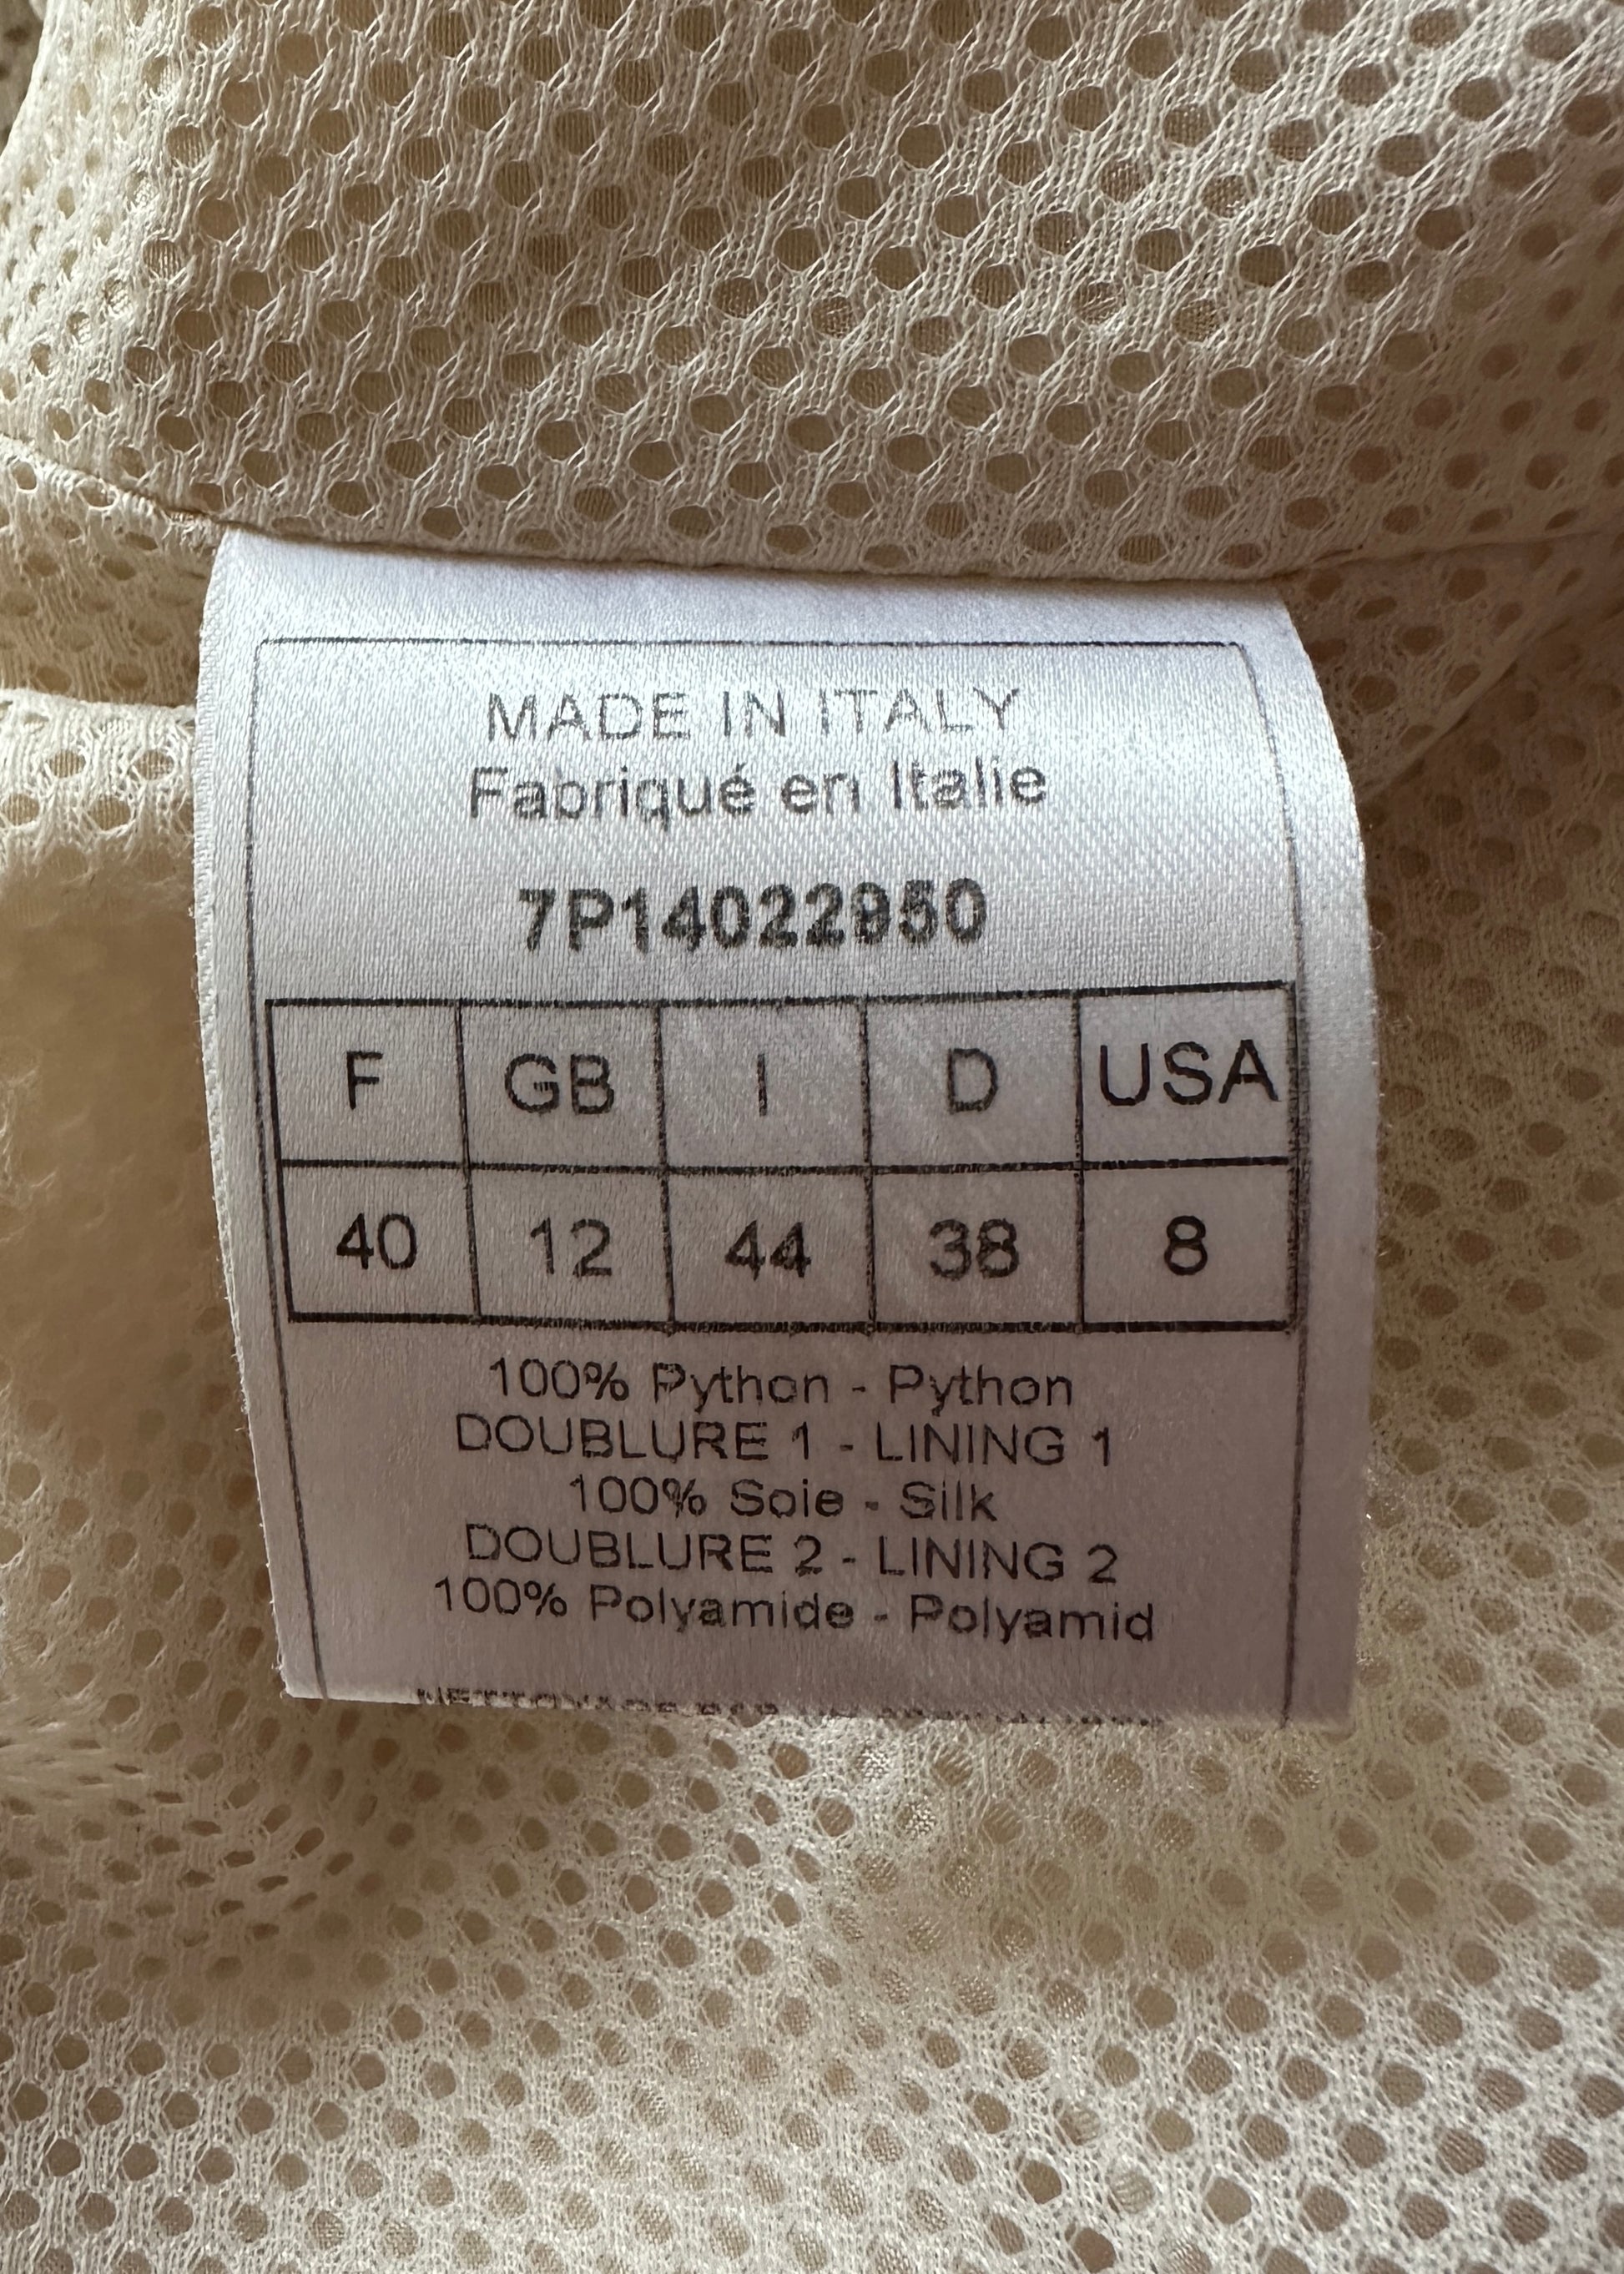 MADE IN ITALY
Fabriqué en Italie
7P14022950
F GB I D USA
40 12 44 38 8
100% Python - Python
DOUBLURE 1 - LINING 1
100% Soie - Silk
DOUBLURE 2 - LINING 2
100% Polyamide - Polyamid